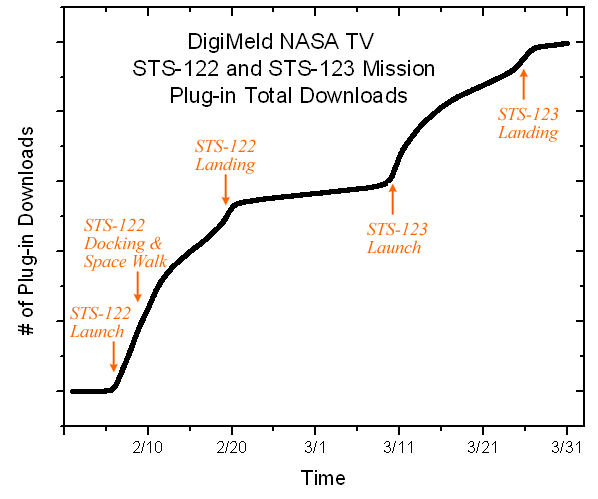 DigiMeld NASA TV
STS-122 and STS-123 Mission
Plug-in Total Downloads
STS-122
Landing
STS-123
Landing
STS-122
Docking &
Space Walk
STS-123
Launch
STS-122
Launch
# of Plug-in Downloads
2/10
2/20
3/1
3/11
3/21
3/31
Time